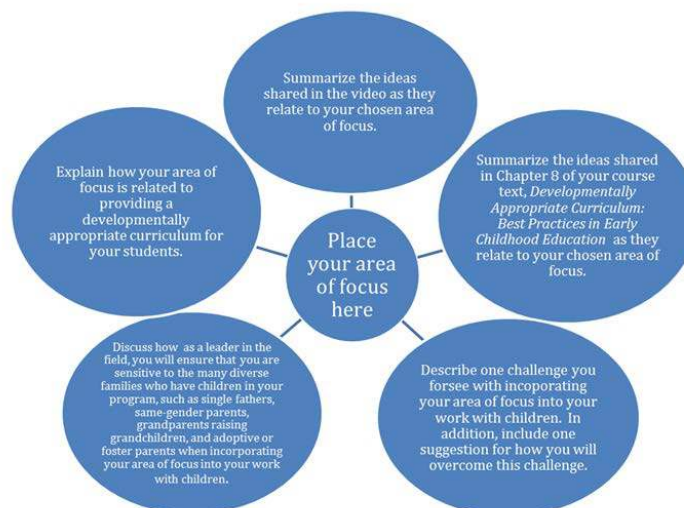 Summarize the ideas
shared in the video as they
relate to your chosen area
of focus.
Explain how your area of
focus is related to
providing a
developmentally
appropriate curriculum for
your students.
Summarize the ideas shared
in Chapter 8 of your course
text, Developmentally
Appropriate Curriculum:
Best Practices in Early
Childhood Education as they
relate to your chosen area of
focus.
Place
your area
of focus
here
Discuss how as a leader in the
field, you will ensure that you are
sensitive to the many diverse
families who have children in your
program, such as single fathers,
same-gender parents,
grandparents raising
grandchildren, and adoptive or
foster parents when incorporating
your area of focus into your work
with children.
Describe one challenge you
forsee with incoporating
your area of focus into your
work with children. In
addition, include one
suggestion for how you will
overcome this challenge.